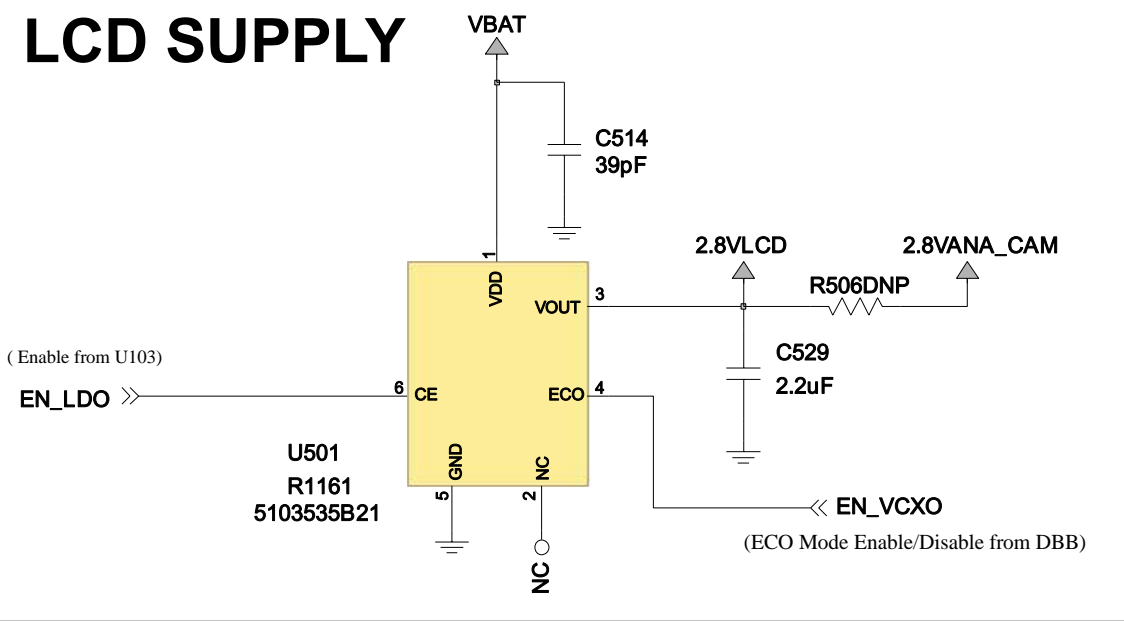 LCD SUPPLY
VBAT
C514
39pF
2.8VLCD
2.8VANA_CAM
R506DNP
1
VDD
VOUT
3
C529
2.2uF
( Enable from U103)
EN_LDO
6
CE
ECO
4
U501
R1161
5103535B21
GND
NC
5
2
EN_VCXO
(ECO Mode Enable/Disable from DBB)
NC